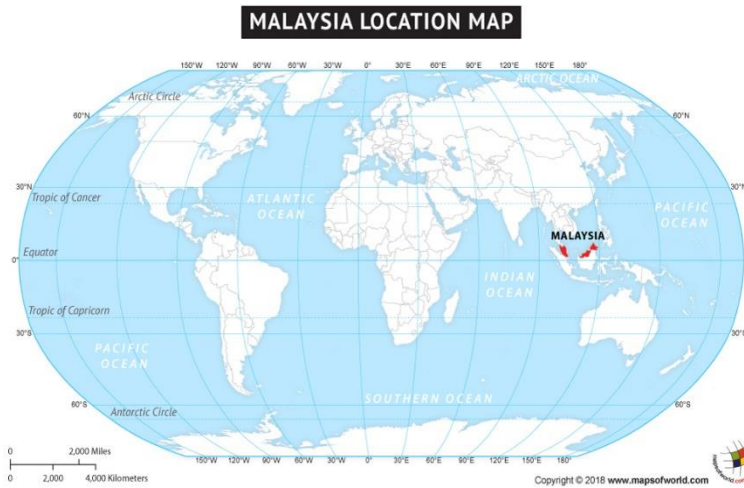 MALAYSIA LOCATION MAP
150°W 120°W 90°W 60°W 30°W 0° 30°E 60°E 90°E 120°E 150°E 180°
ARCTIC OCEAN
Arctic Circle
60°N 60°N
30°N 30°N
Tropic of Cancer
ATLANTIC
OCEAN
PACIFIC
OCEAN
MALAYSIA
Equator
0° 0°
INDIAN
OCEAN
Tropic of Capricorn
30°S 30°S
PACIFIC
OCEAN
SOUTHERN OCEAN
60°S 60°S
Antarctic Circle
150°W 120°W 90°W 60°W 30°W 0° 30°E 60°E 90°E 120°E 150°E 180°
0 2,000 Miles
0 2,000 4,000 Kilometers
Copyright © 2018 www.mapsofworld.com